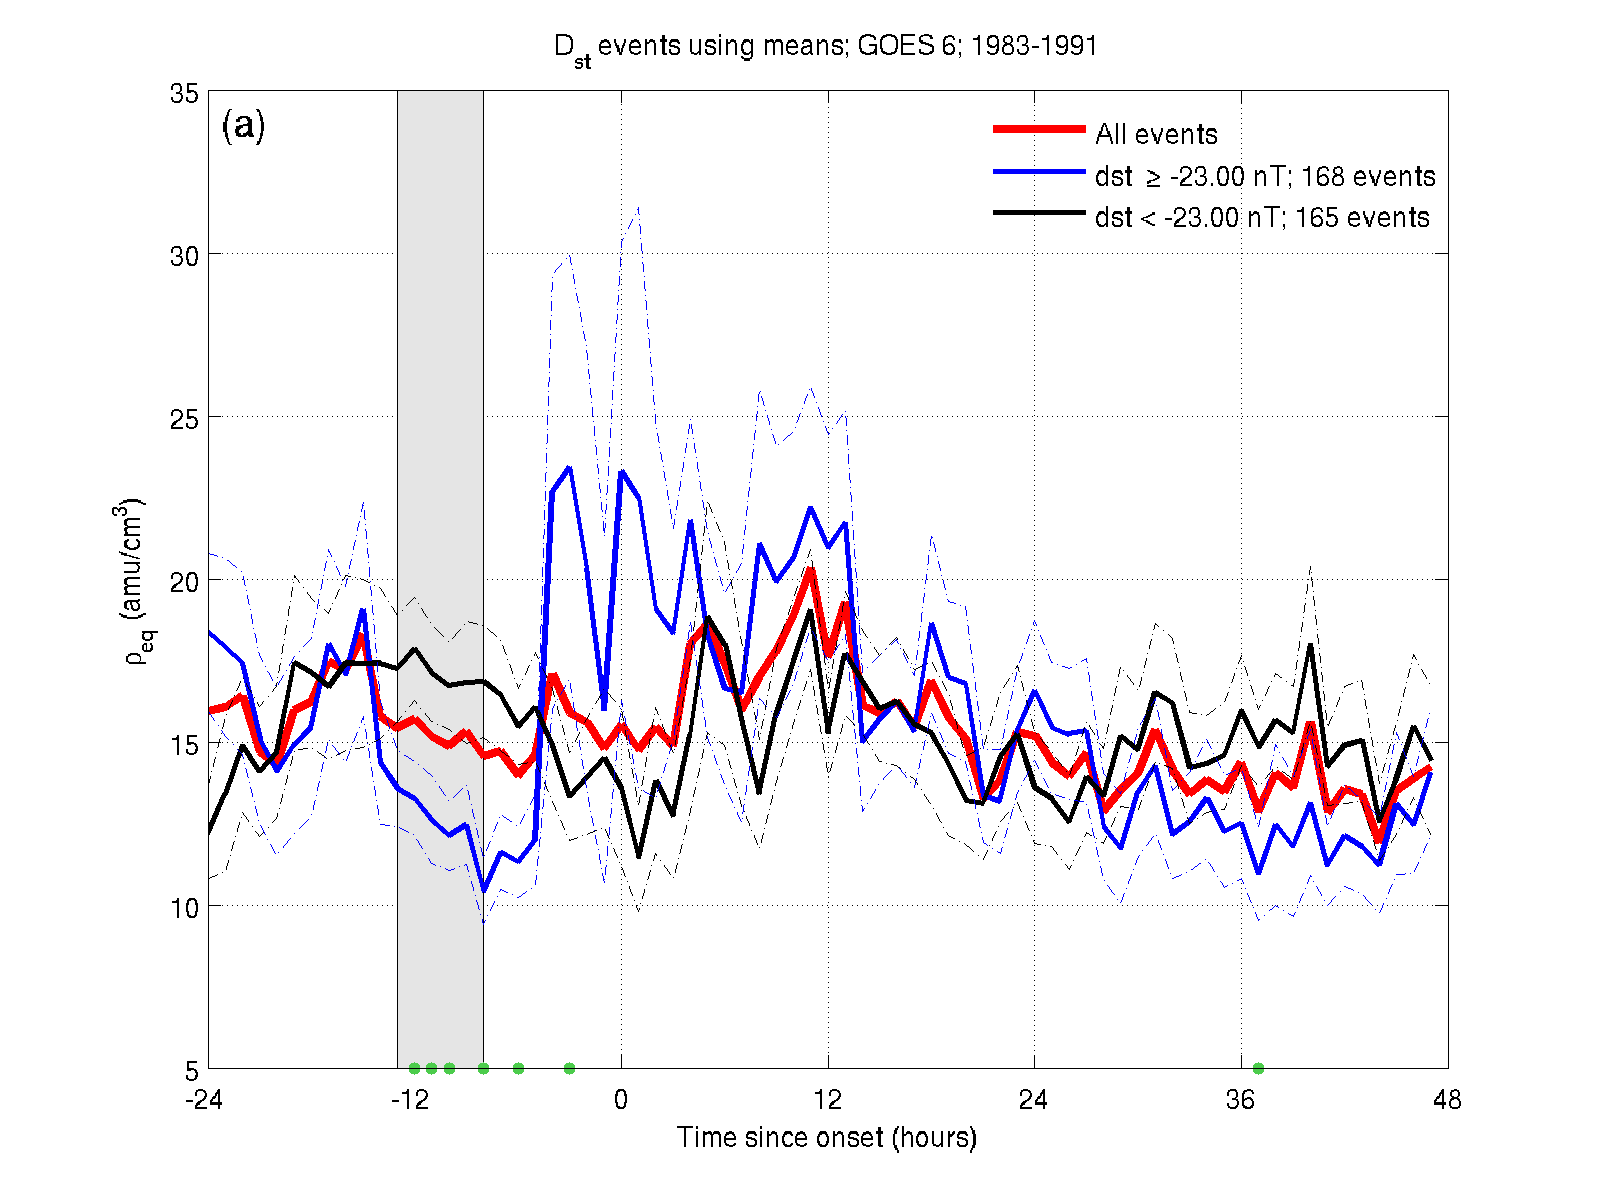 D_st events using means; GOES 6; 1983-1991
(a)
All events
dst ≥ -23.00 nT; 168 events
dst < -23.00 nT; 165 events
35
30
25
20
15
10
5
ρ_eq (amu/cm³)
-24 -12 0 12 24 36 48
Time since onset (hours)